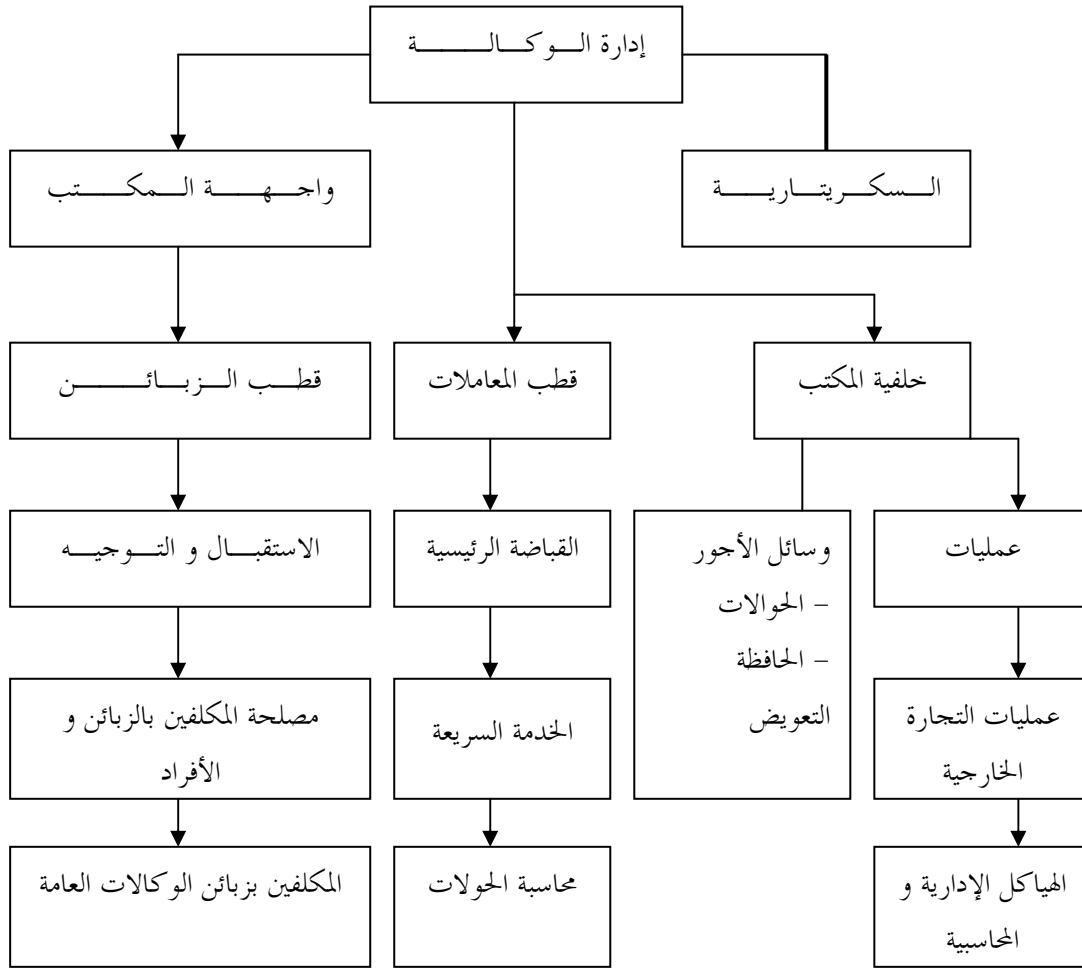 إدارة الوكالة
السكريتارية
واجهة المكتب
خلفية المكتب
قطب المعاملات
قطب الزبائن
عمليات
وسائل الأجور
– الحوالات
– الحافظة
التعويض
القباضة الرئيسية
الاستقبال و التوجيه
عمليات التجارة
الخارجية
الخدمة السريعة
مصلحة المكلفين بالزبائن و
الأفراد
الهياكل الإدارية و
المحاسبية
محاسبة الحولات
المكلفين بزبائن الوكالات العامة